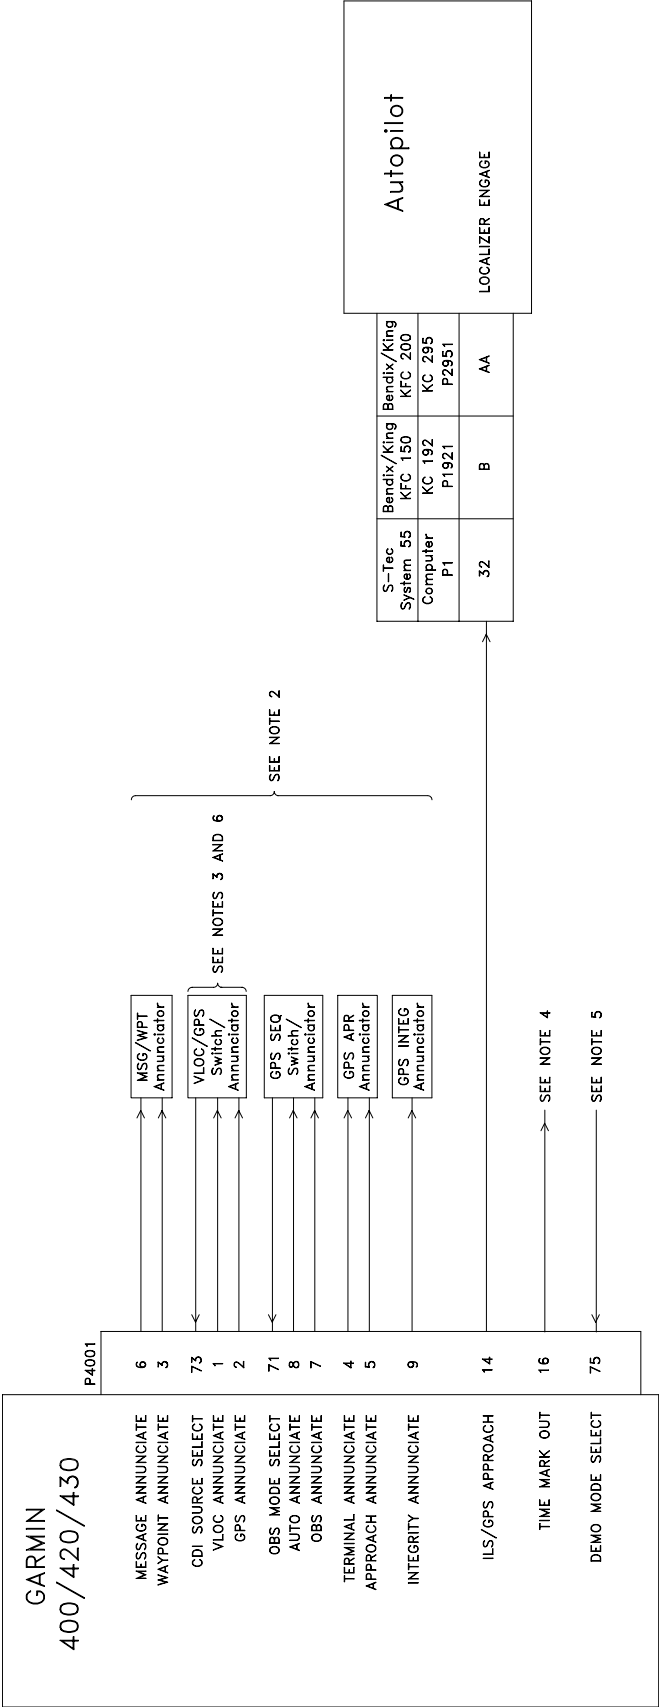 GARMIN
400/420/430
P4001
MESSAGE ANNUNCIATE 6
WAYPOINT ANNUNCIATE 3
MSG/WPT
Annunciator
CDI SOURCE SELECT 73
VLOC ANNUNCIATE 1
GPS ANNUNCIATE 2
VLOC/GPS
Switch/
Annunciator
SEE NOTES 3 AND 6
OBS MODE SELECT 71
AUTO ANNUNCIATE 8
OBS ANNUNCIATE 7
GPS SEQ
Switch/
Annunciator
SEE NOTE 2
TERMINAL ANNUNCIATE 4
APPROACH ANNUNCIATE 5
GPS APR
Annunciator
INTEGRITY ANNUNCIATE 9
GPS INTEG
Annunciator
S-Tec
System 55
Computer
P1
Bendix/King
KFC 150
KC 192
P1921
Bendix/King
KFC 200
KC 295
P2951
Autopilot
ILS/GPS APPROACH 14
32 B AA LOCALIZER ENGAGE
TIME MARK OUT 16 SEE NOTE 4
DEMO MODE SELECT 75 SEE NOTE 5